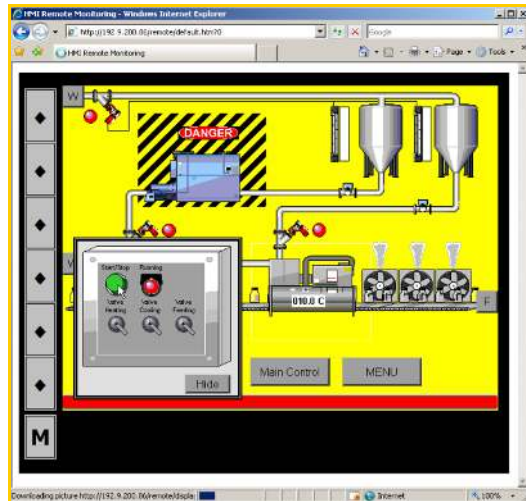 HMI Remote Monitoring - Windows Internet Explorer
http://192.9.200.86/remote/default.htm?0
Google
HMI Remote Monitoring
Page
Tools
W
DANGER
Start/Stop
Running
Valve Heating
Valve Cooling
Valve Feeding
010.0 C
F
Hide
Main Control
MENU
M
Downloading picture http://192.9.200.86/remote/displa
Internet
100%